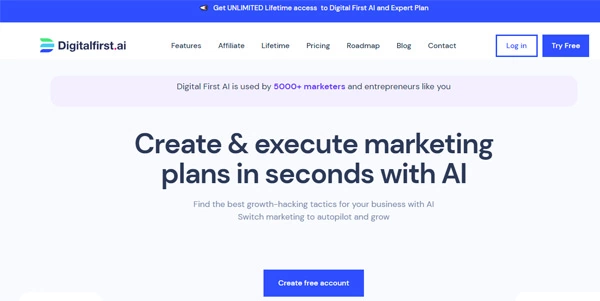 Get UNLIMITED Lifetime access to Digital First AI and Expert Plan
Digitalfirst.ai
Features Affiliate Lifetime Pricing Roadmap Blog Contact
Log in
Try Free
Digital First AI is used by 5000+ marketers and entrepreneurs like you
Create & execute marketing
plans in seconds with AI
Find the best growth-hacking tactics for your business with AI
Switch marketing to autopilot and grow
Create free account